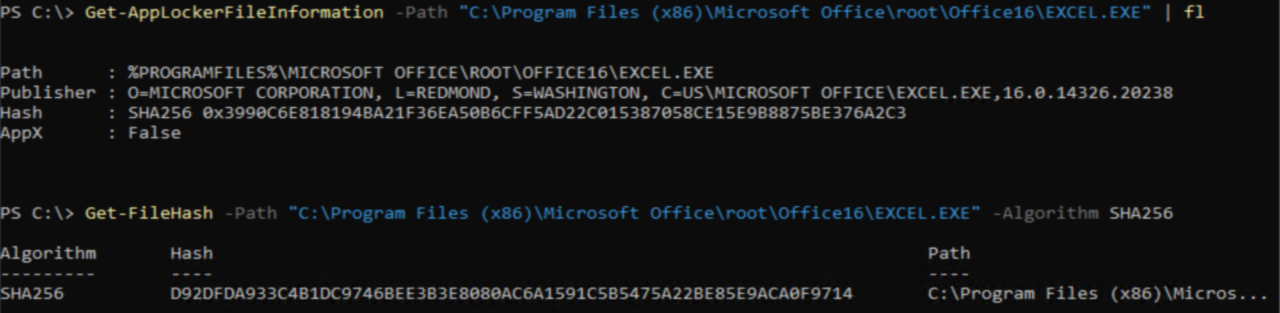 PS C:\> Get-AppLockerFileInformation -Path "C:\Program Files (x86)\Microsoft Office\root\Office16\EXCEL.EXE" | fl
Path      : %PROGRAMFILES%\MICROSOFT OFFICE\ROOT\OFFICE16\EXCEL.EXE
Publisher : O=MICROSOFT CORPORATION, L=REDMOND, S=WASHINGTON, C=US\MICROSOFT OFFICE\EXCEL.EXE,16.0.14326.20238
Hash      : SHA256 0x3990C6E818194BA21F36EA50B6CFF5AD22C015387058CE15E9B8875BE376A2C3
AppX      : False
PS C:\> Get-FileHash -Path "C:\Program Files (x86)\Microsoft Office\root\Office16\EXCEL.EXE" -Algorithm SHA256
Algorithm       Hash                                                                   Path
---------       ----                                                                   ----
SHA256          D92DFDA933C4B1DC9746BEE3B3E8080AC6A1591C5B5475A22BE85E9ACA0F9714       C:\Program Files (x86)\Micros...